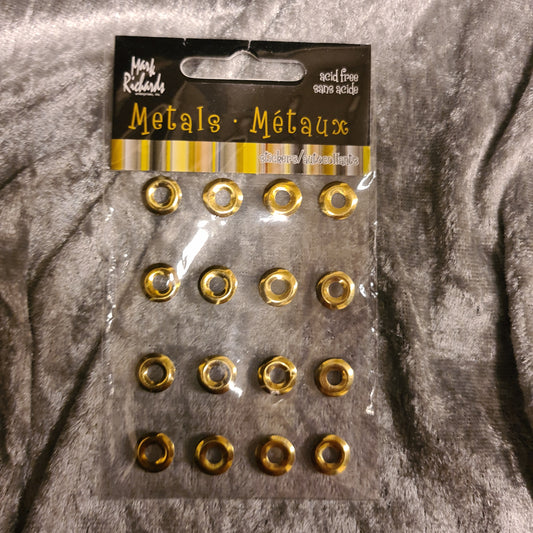 Mark
Richards
acid free
sans acide
Metals · Métaux
stickers/autocollants